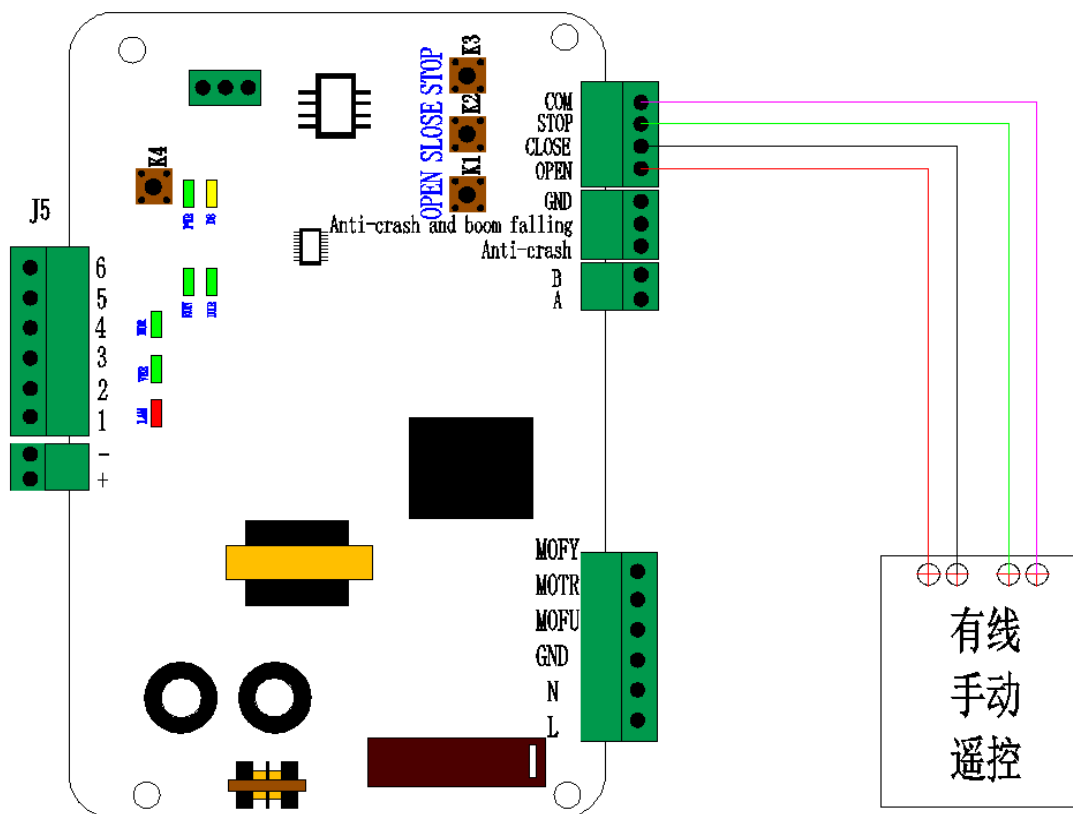 K3
K2
K1
OPEN SLOSE STOP
K4
J5
6
5
4
3
2
1
-
+
COM
STOP
CLOSE
OPEN
GND
Anti-crash and boom falling
Anti-crash
B
A
MOFY
MOTR
MOFU
GND
N
L
有线
手动
遥控